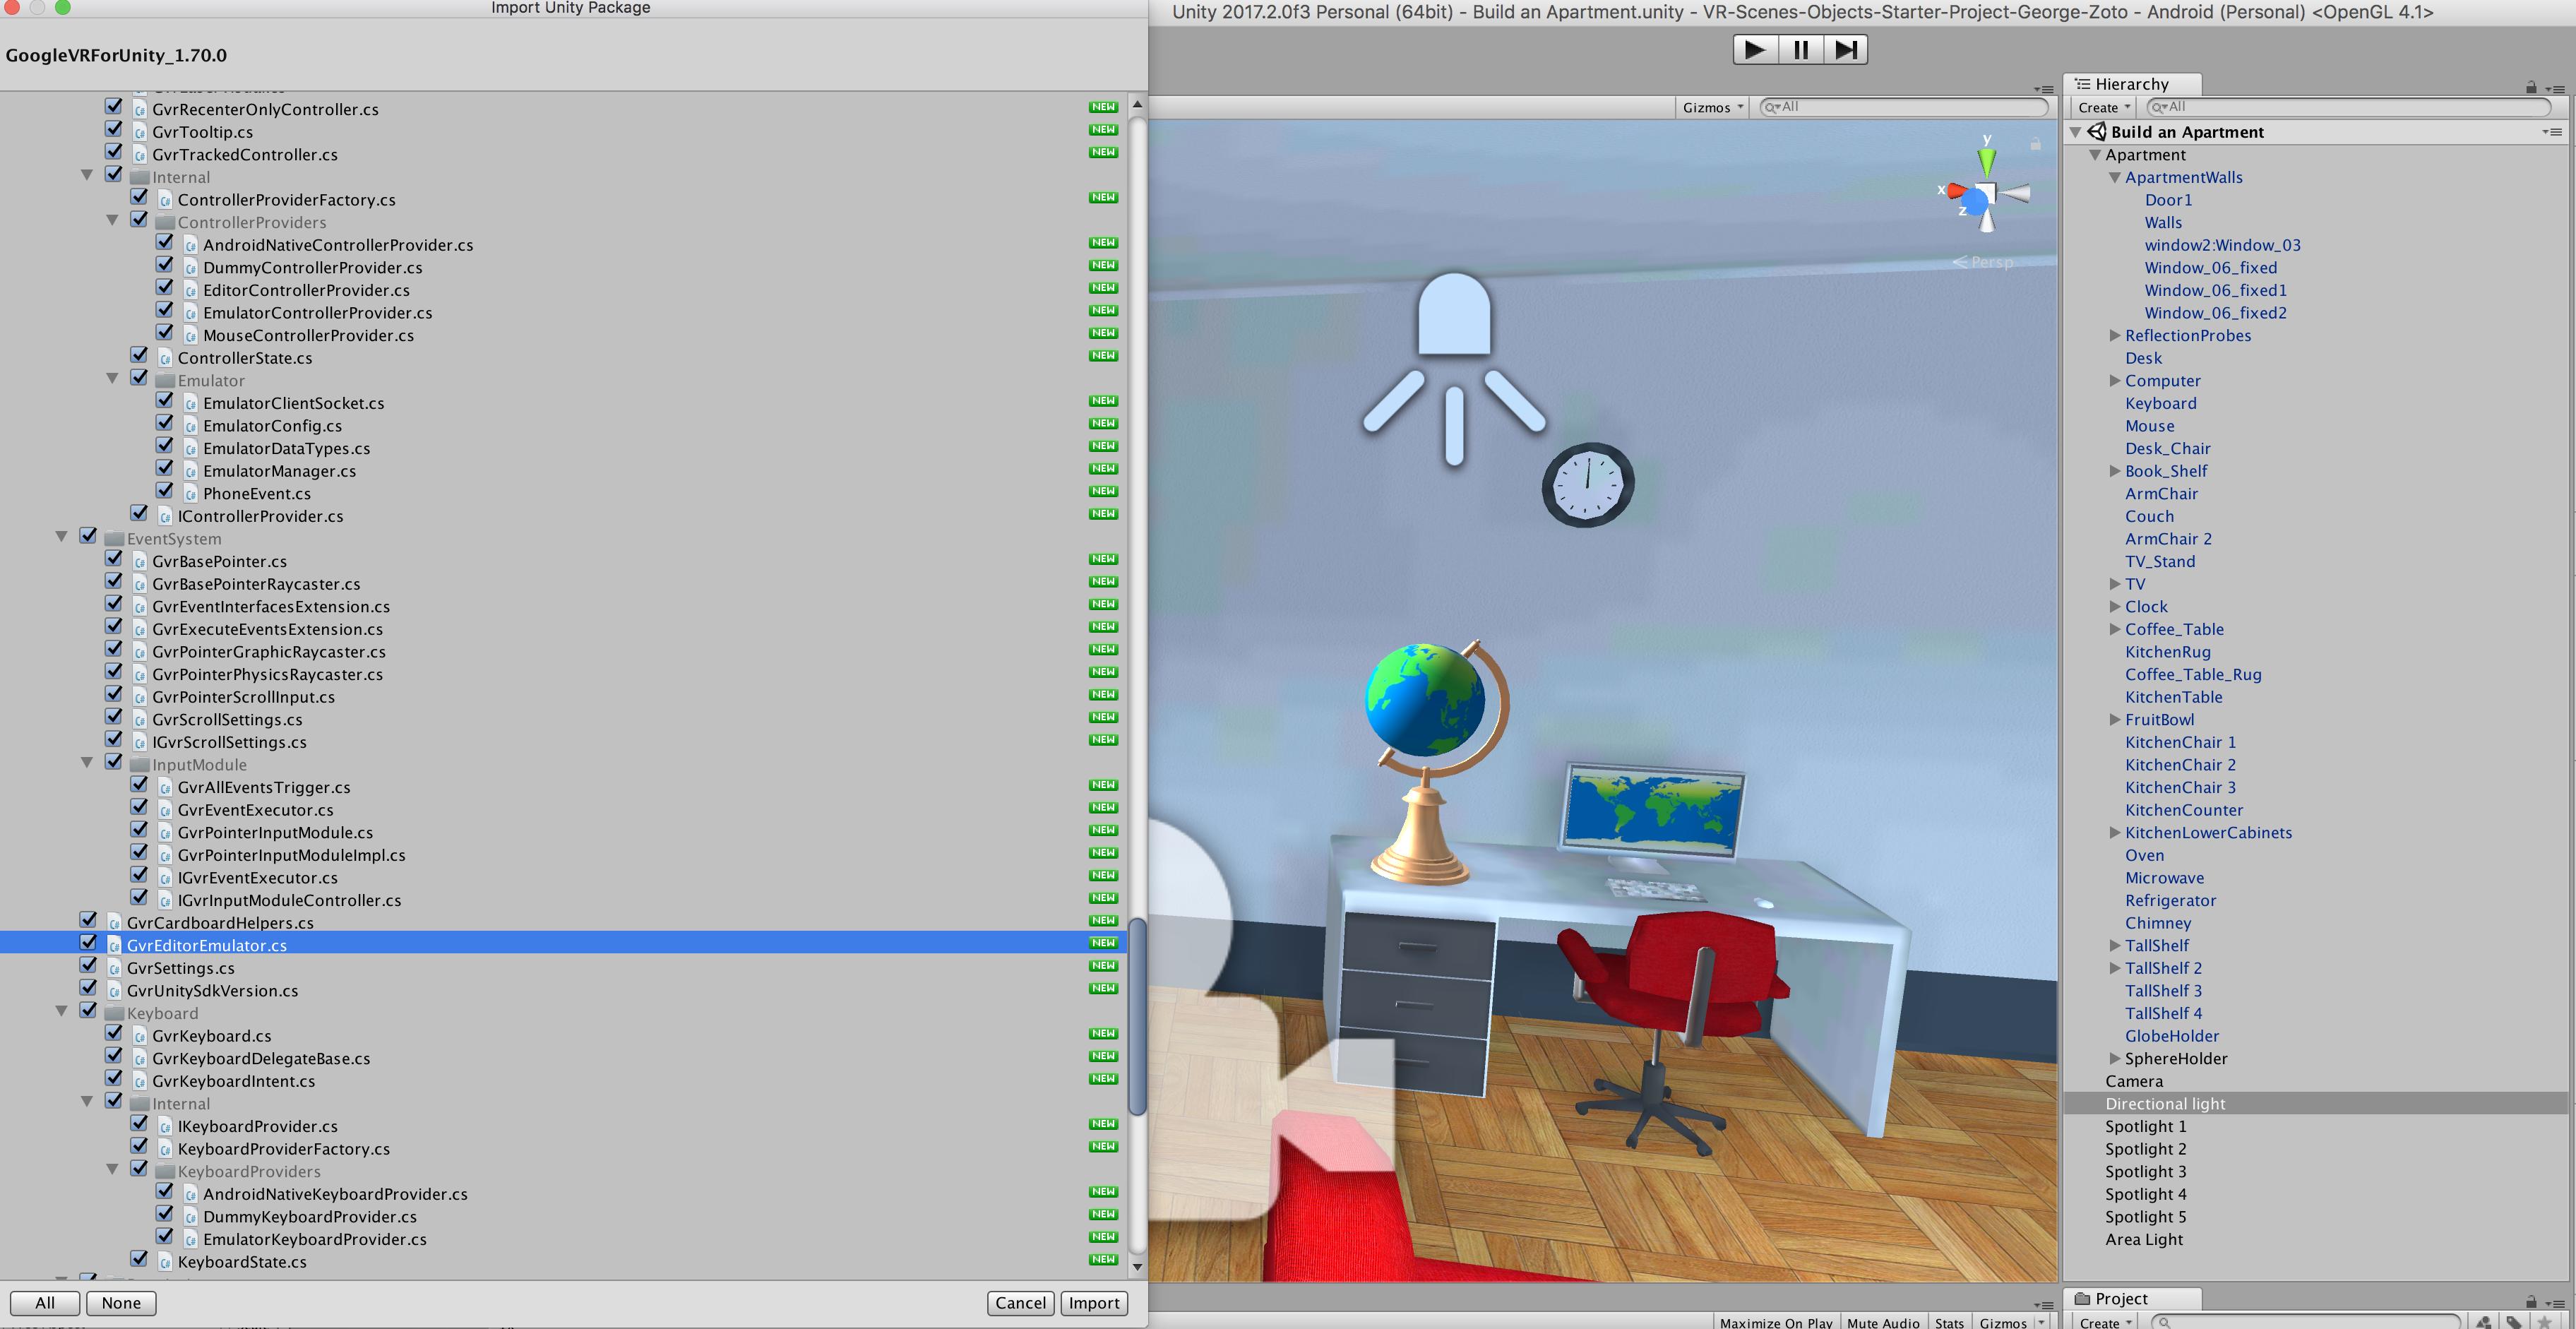 Import Unity Package
GoogleVRForUnity_1.70.0
GvrRecenterOnlyController.cs NEW
GvrTooltip.cs NEW
GvrTrackedController.cs NEW
Internal
ControllerProviderFactory.cs NEW
ControllerProviders
AndroidNativeControllerProvider.cs NEW
DummyControllerProvider.cs NEW
EditorControllerProvider.cs NEW
EmulatorControllerProvider.cs NEW
MouseControllerProvider.cs NEW
ControllerState.cs NEW
Emulator
EmulatorClientSocket.cs NEW
EmulatorConfig.cs NEW
EmulatorDataTypes.cs NEW
EmulatorManager.cs NEW
PhoneEvent.cs NEW
IControllerProvider.cs NEW
EventSystem
GvrBasePointer.cs NEW
GvrBasePointerRaycaster.cs NEW
GvrEventInterfacesExtension.cs NEW
GvrExecuteEventsExtension.cs NEW
GvrPointerGraphicRaycaster.cs NEW
GvrPointerPhysicsRaycaster.cs NEW
GvrPointerScrollInput.cs NEW
GvrScrollSettings.cs NEW
IGvrScrollSettings.cs NEW
InputModule
GvrAllEventsTrigger.cs NEW
GvrEventExecutor.cs NEW
GvrPointerInputModule.cs NEW
GvrPointerInputModuleImpl.cs NEW
IGvrEventExecutor.cs NEW
IGvrInputModuleController.cs NEW
GvrCardboardHelpers.cs NEW
GvrEditorEmulator.cs NEW
GvrSettings.cs NEW
GvrUnitySdkVersion.cs NEW
Keyboard
GvrKeyboard.cs NEW
GvrKeyboardDelegateBase.cs NEW
GvrKeyboardIntent.cs NEW
Internal
IKeyboardProvider.cs NEW
KeyboardProviderFactory.cs NEW
KeyboardProviders
AndroidNativeKeyboardProvider.cs NEW
DummyKeyboardProvider.cs NEW
EmulatorKeyboardProvider.cs NEW
KeyboardState.cs NEW
All None Cancel Import
Unity 2017.2.0f3 Personal (64bit) - Build an Apartment.unity - VR-Scenes-Objects-Starter-Project-George-Zoto - Android (Personal) <OpenGL 4.1>
Gizmos All
y
x
z
Persp
Maximize On Play Mute Audio Stats Gizmos
Hierarchy
Create All
Build an Apartment
Apartment
ApartmentWalls
Door1
Walls
window2:Window_03
Window_06_fixed
Window_06_fixed1
Window_06_fixed2
ReflectionProbes
Desk
Computer
Keyboard
Mouse
Desk_Chair
Book_Shelf
ArmChair
Couch
ArmChair 2
TV_Stand
TV
Clock
Coffee_Table
KitchenRug
Coffee_Table_Rug
KitchenTable
FruitBowl
KitchenChair 1
KitchenChair 2
KitchenChair 3
KitchenCounter
KitchenLowerCabinets
Oven
Microwave
Refrigerator
Chimney
TallShelf
TallShelf 2
TallShelf 3
TallShelf 4
GlobeHolder
SphereHolder
Camera
Directional light
Spotlight 1
Spotlight 2
Spotlight 3
Spotlight 4
Spotlight 5
Area Light
Project
Create